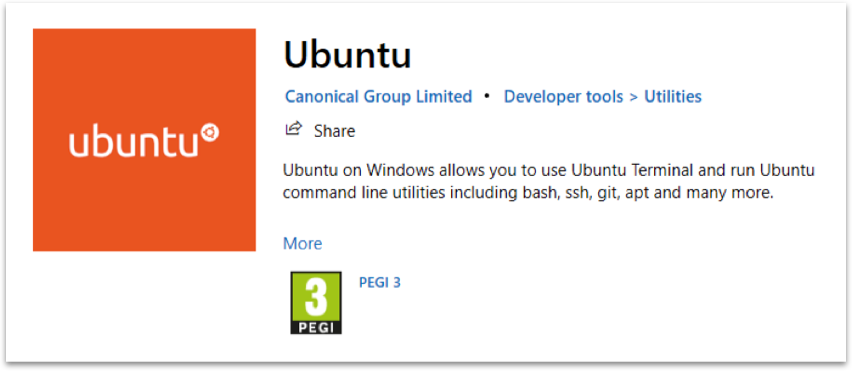 ubuntu
Ubuntu
Canonical Group Limited • Developer tools > Utilities
Share
Ubuntu on Windows allows you to use Ubuntu Terminal and run Ubuntu
command line utilities including bash, ssh, git, apt and many more.
More
3
PEGI
PEGI 3